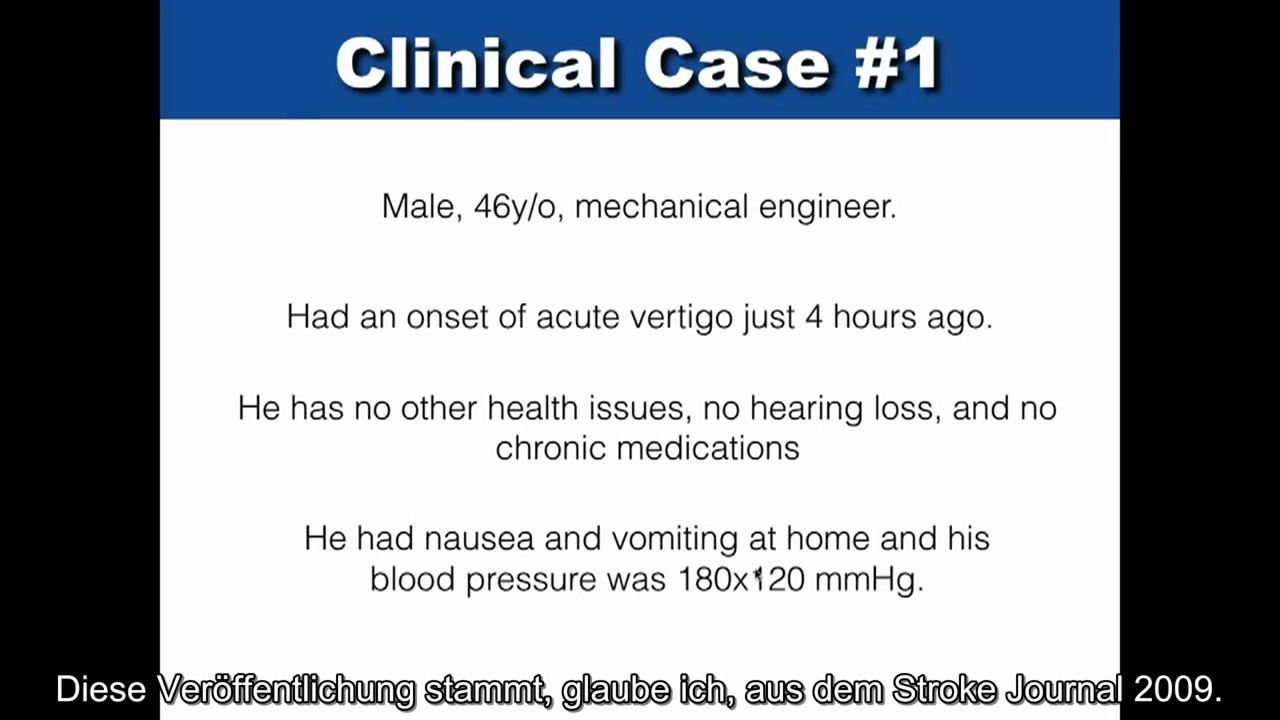 Clinical Case #1
Male, 46y/o, mechanical engineer.
Had an onset of acute vertigo just 4 hours ago.
He has no other health issues, no hearing loss, and no
chronic medications
He had nausea and vomiting at home and his
blood pressure was 180x120 mmHg.
Diese Veröffentlichung stammt, glaube ich, aus dem Stroke Journal 2009.